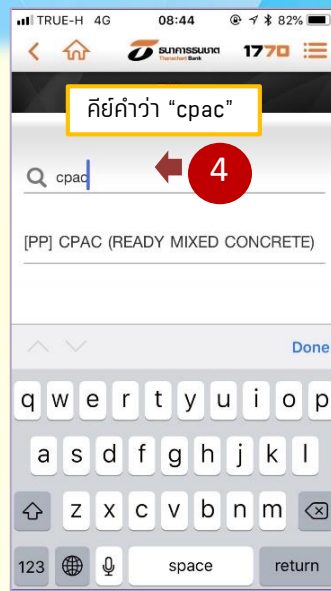 TRUE-H 4G 08:44 82%
ธนาคารธนชาต
Thanachart Bank
1770
คีย์คำว่า “cpac”
cpac
4
[PP] CPAC (READY MIXED CONCRETE)
Done
q w e r t y u i o p
a s d f g h j k l
z x c v b n m
123 space return